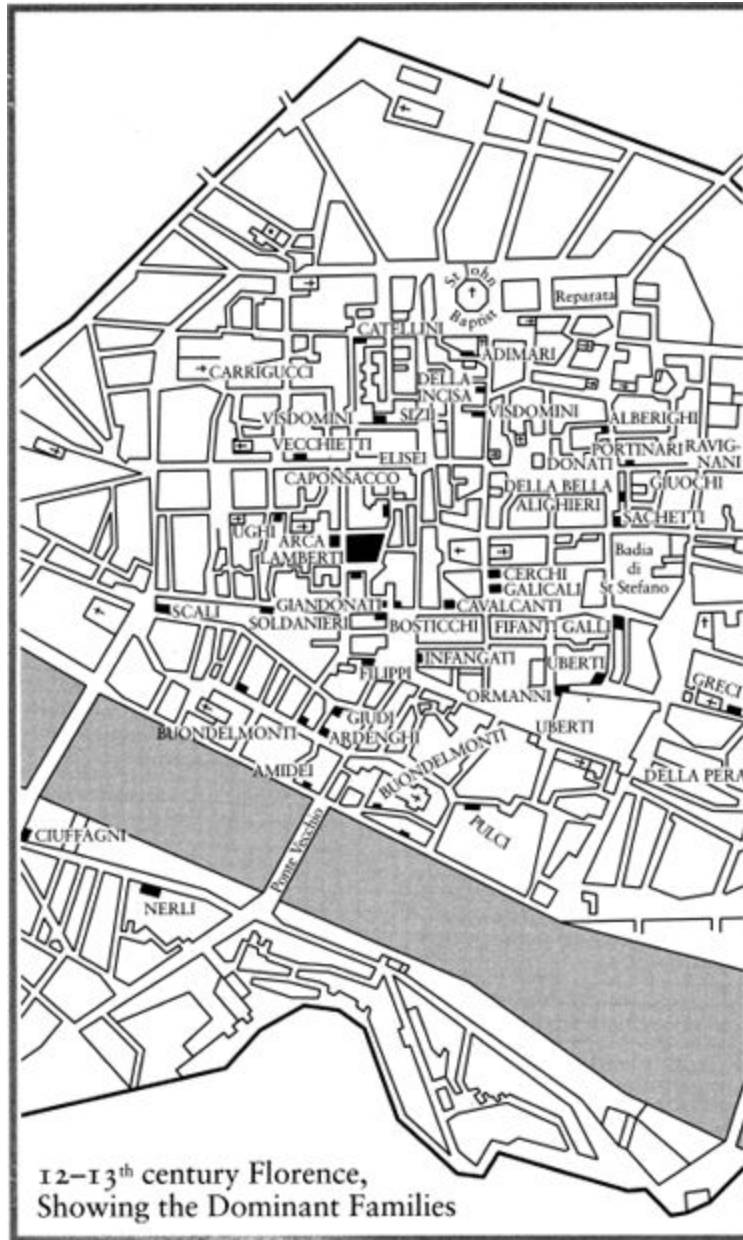 St John
Baptist
Reparata
CATELLINI
ADIMARI
CARRIGUCCI
DELLA
INCISA
VISDOMINI
SIZII
VISDOMINI
ALBERIGHI
VECCHIETTI
PORTINARI
RAVIG-
NANI
ELISEI
DONATI
CAPONSACCO
DELLA BELLA
GIUOCHI
ALIGHIERI
SACHETTI
UGHI
ARCA
LAMBERTI
Badia
di
St Stefano
CERCHI
GALICALI
SCALI
GIANDONATI
CAVALCANTI
SOLDANIERI
BOSTICCHI
FIFANTI
GALLI
INFANGATI
UBERTI
FILIPPI
GRECI
ORMANNI
GIUDI
UBERTI
BUONDELMONTI
ARDENGHI
BUONDELMONTI
AMIDEI
DELLA PERA
PULCI
CIUFFAGNI
Ponte Vecchio
NERLI
12–13th century Florence,
Showing the Dominant Families